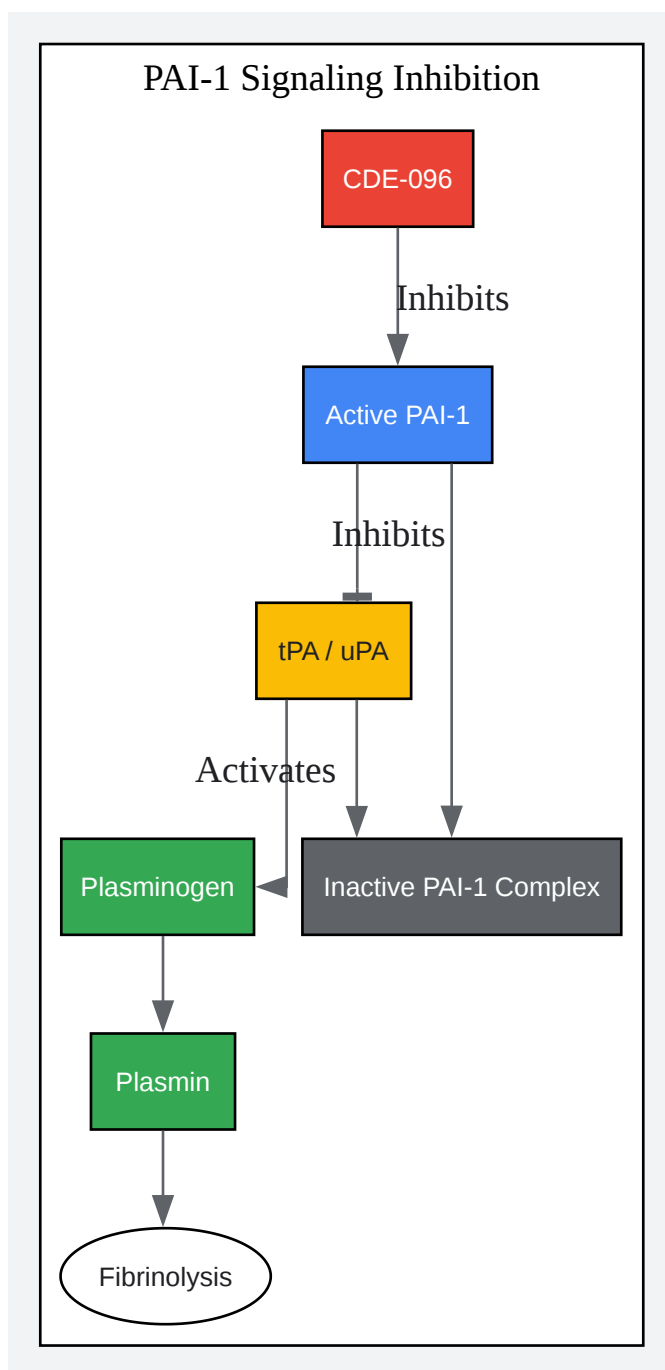 PAI-1 Signaling Inhibition
CDE-096
Inhibits
Active PAI-1
Inhibits
tPA / uPA
Activates
Plasminogen
Inactive PAI-1 Complex
Plasmin
Fibrinolysis